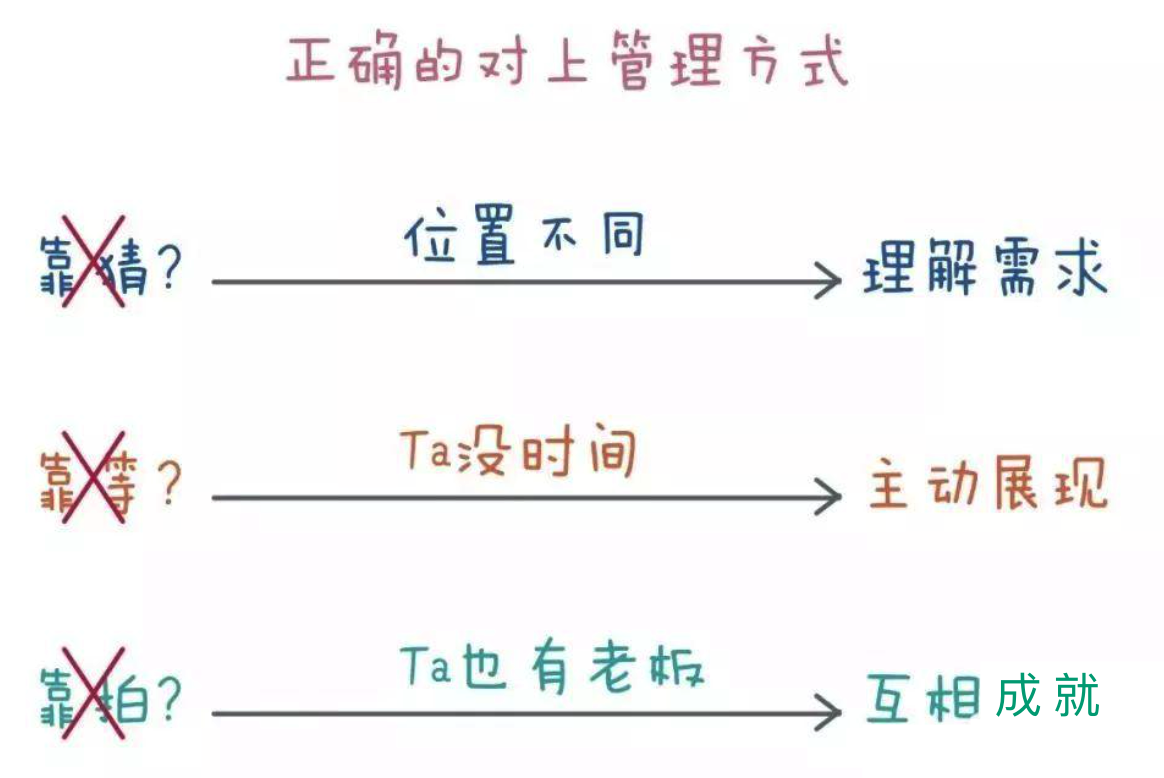 正确的对上管理方式
靠猜? 位置不同 理解需求
靠等? Ta没时间 主动展现
靠拍? Ta也有老板 互相成就